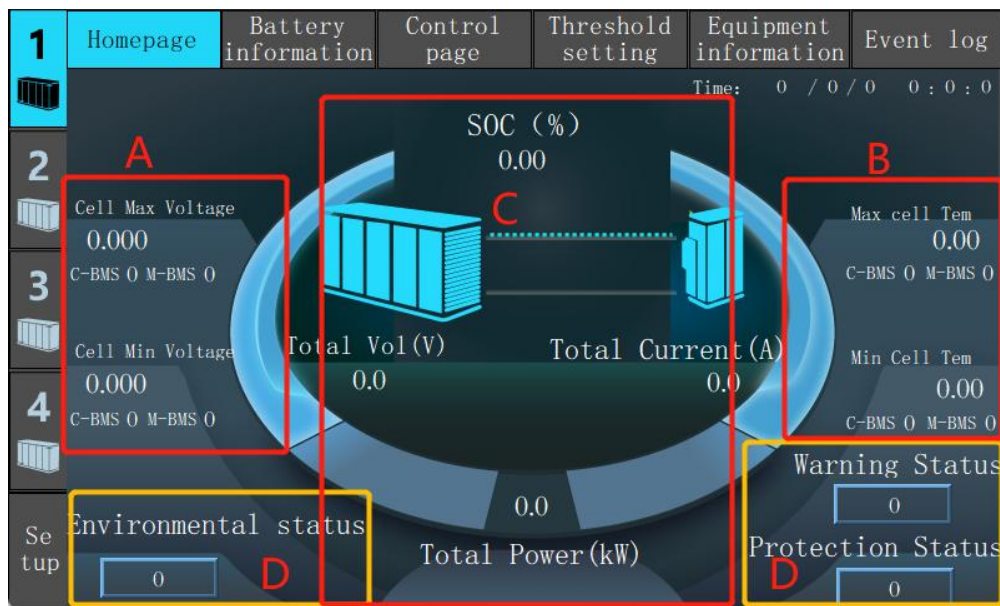 1
Homepage
Battery
information
Control
page
Threshold
setting
Equipment
information
Event log
Time: 0 / 0 / 0 0 : 0 : 0
2
3
4
Se
tup
A
Cell Max Voltage
0.000
C-BMS 0 M-BMS 0
Cell Min Voltage
0.000
C-BMS 0 M-BMS 0
SOC (%)
0.00
C
Total Vol(V)
0.0
Total Current(A)
0.0
0.0
Total Power(kW)
B
Max cell Tem
0.00
C-BMS 0 M-BMS 0
Min Cell Tem
0.00
C-BMS 0 M-BMS 0
Environmental status
0
D
Warning Status
0
Protection Status
D
0